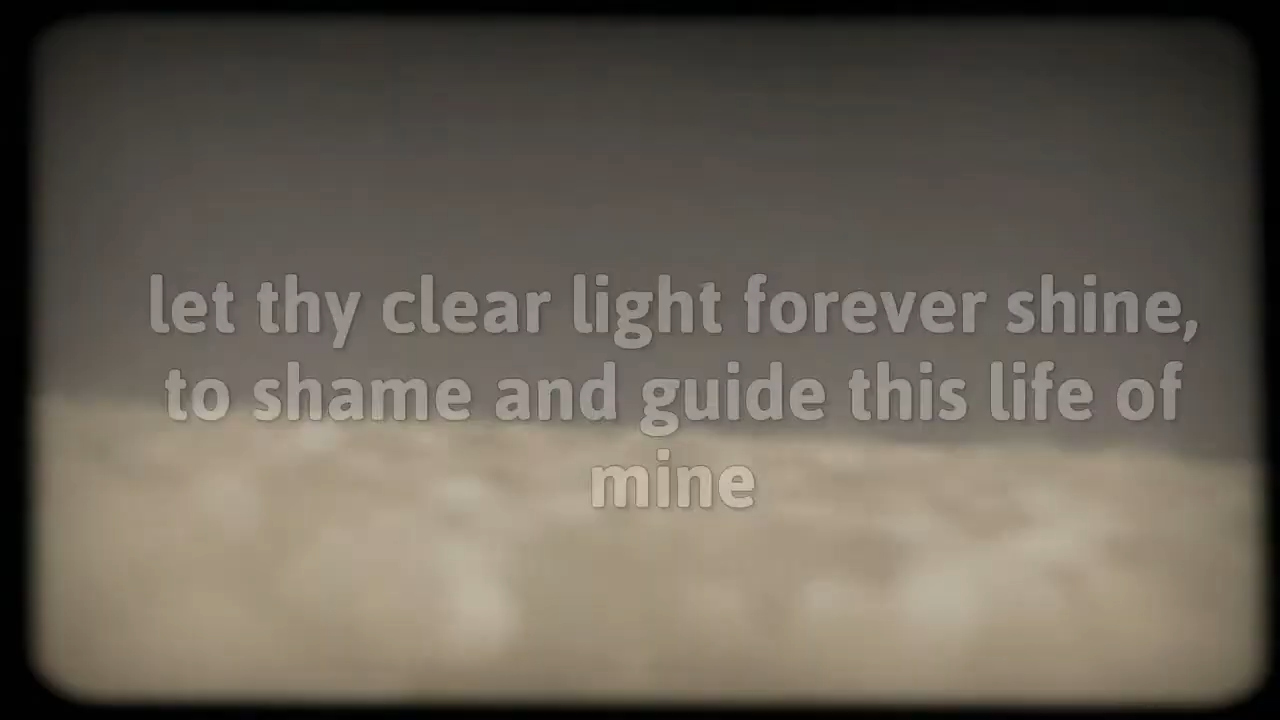 let thy clear light forever shine,
to shame and guide this life of
mine